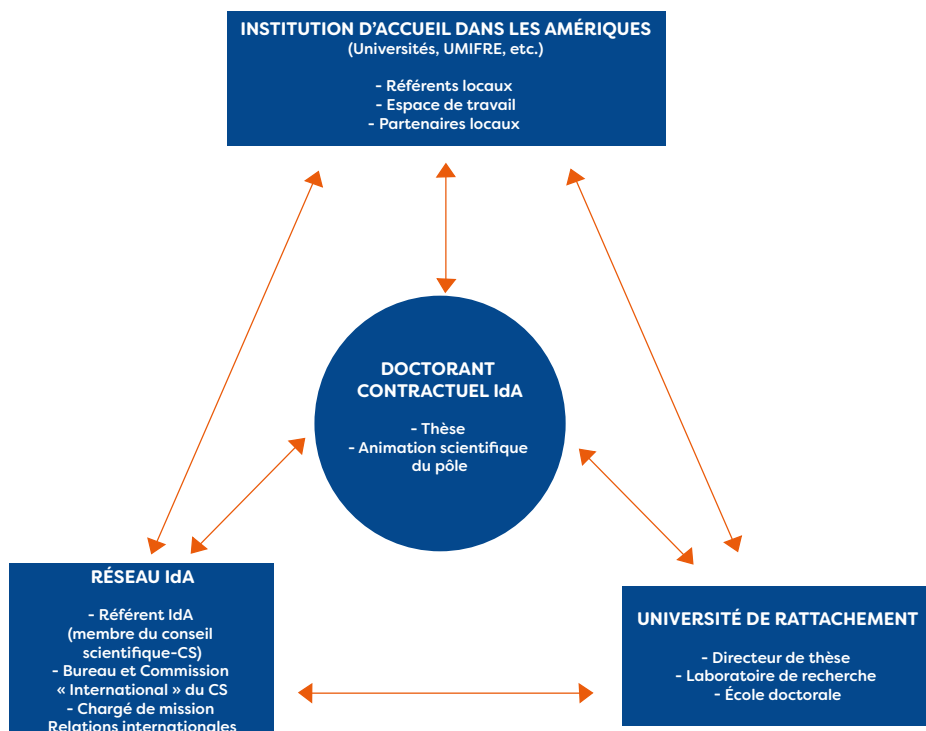 INSTITUTION D’ACCUEIL DANS LES AMÉRIQUES
(Universités, UMIFRE, etc.)
- Référents locaux
- Espace de travail
- Partenaires locaux
DOCTORANT
CONTRACTUEL IdA
- Thèse
- Animation scientifique
du pôle
RÉSEAU IdA
- Référent IdA
(membre du conseil
scientifique-CS)
- Bureau et Commission
« International » du CS
- Chargé de mission
Relations internationales
UNIVERSITÉ DE RATTACHEMENT
- Directeur de thèse
- Laboratoire de recherche
- École doctorale